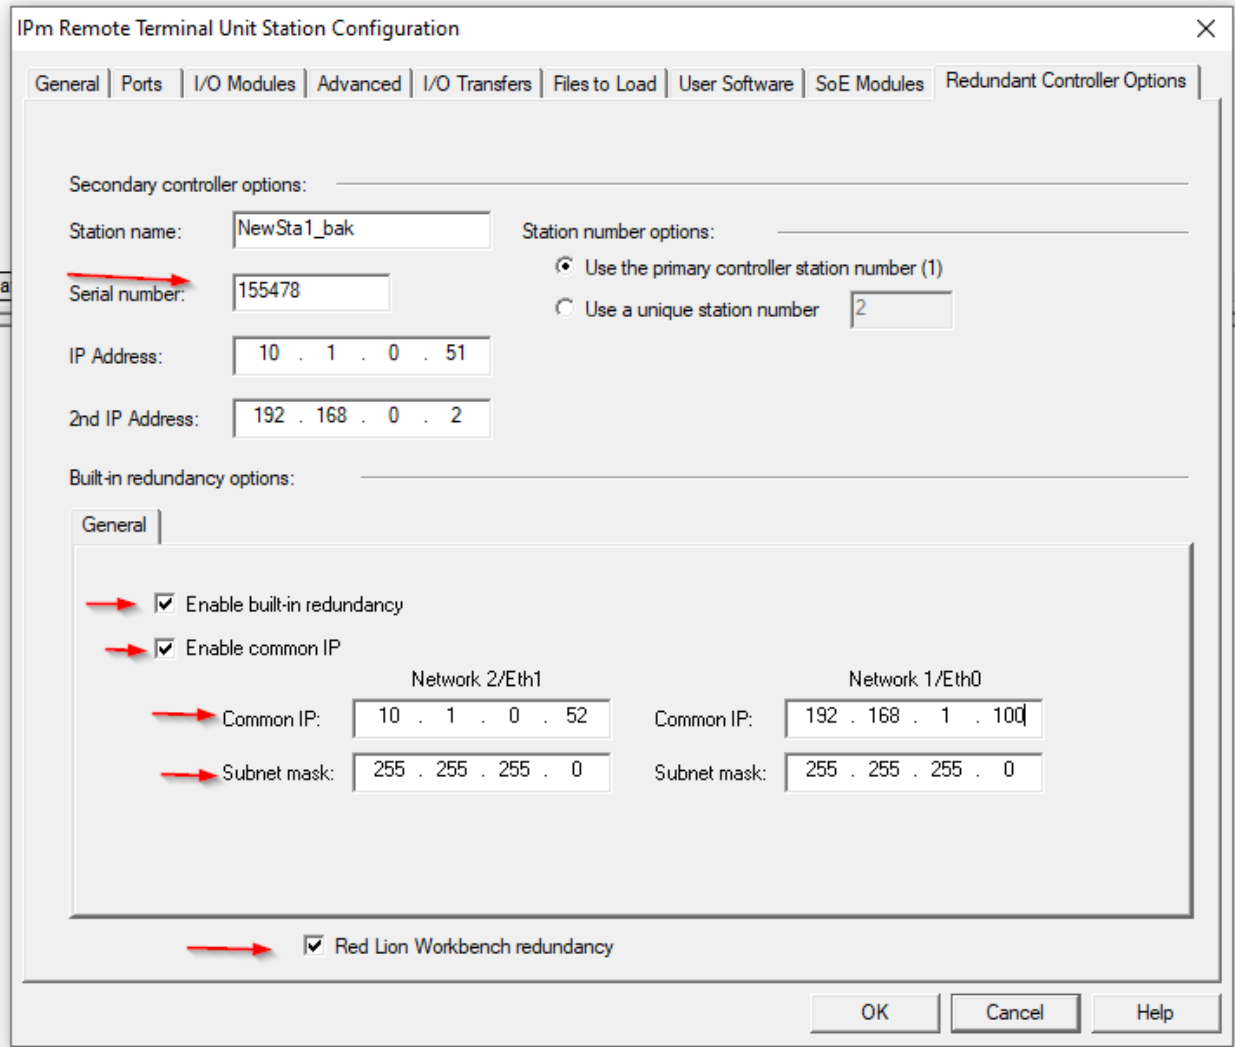 IPm Remote Terminal Unit Station Configuration
General Ports I/O Modules Advanced I/O Transfers Files to Load User Software SoE Modules Redundant Controller Options
Secondary controller options:
Station name: NewSta1_bak Station number options:
Use the primary controller station number (1)
Serial number: 155478
Use a unique station number 2
IP Address: 10 . 1 . 0 . 51
2nd IP Address: 192 . 168 . 0 . 2
Built-in redundancy options:
General
Enable built-in redundancy
Enable common IP
Network 2/Eth1 Network 1/Eth0
Common IP: 10 . 1 . 0 . 52 Common IP: 192 . 168 . 1 . 100
Subnet mask: 255 . 255 . 255 . 0 Subnet mask: 255 . 255 . 255 . 0
Red Lion Workbench redundancy
OK Cancel Help